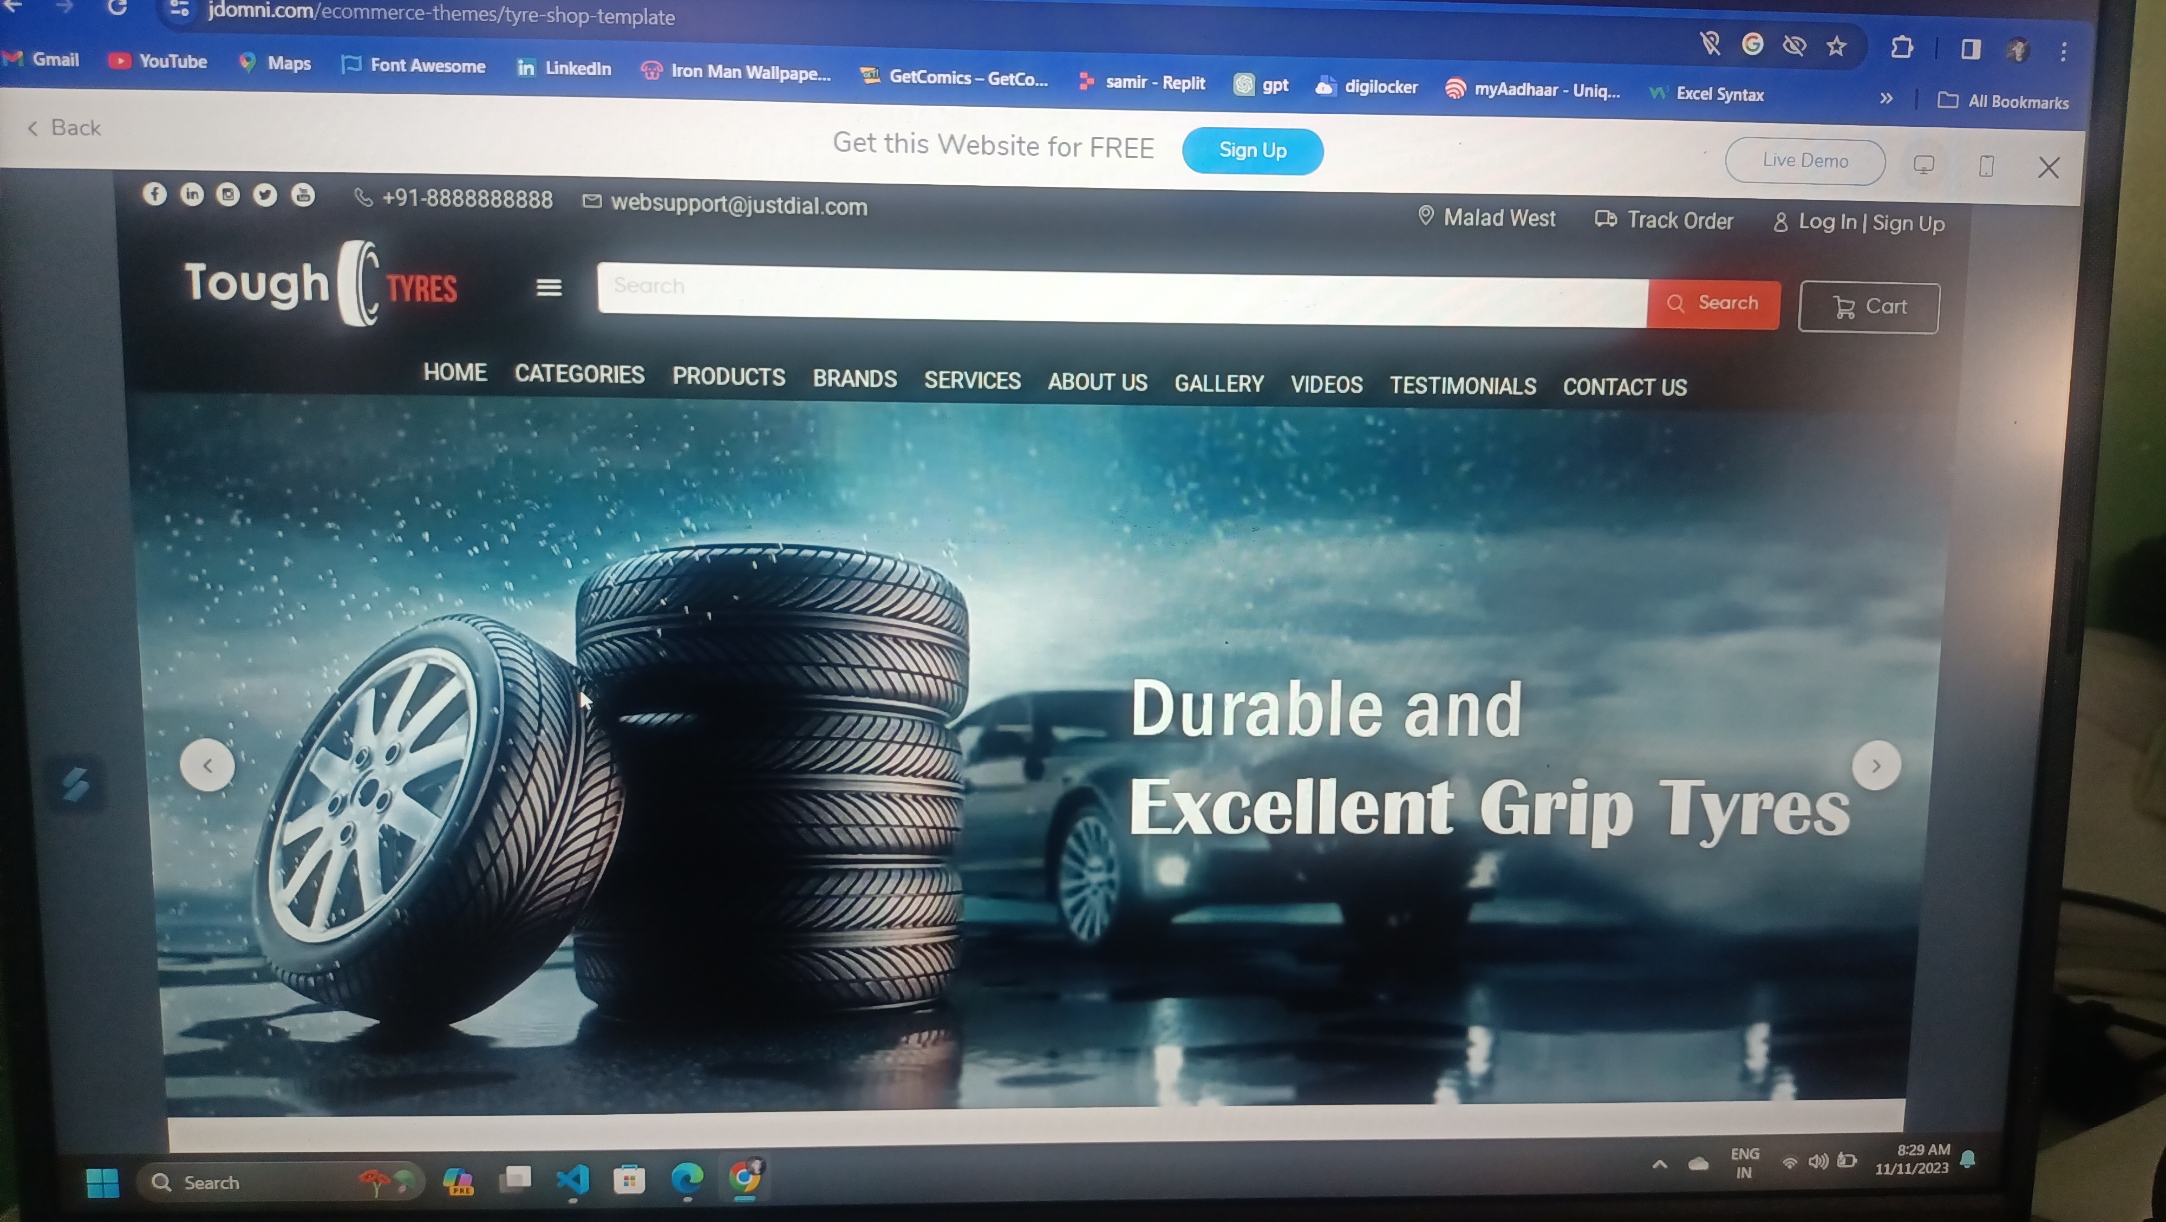 jdomni.com/ecommerce-themes/tyre-shop-template
Gmail YouTube Maps Font Awesome LinkedIn Iron Man Wallpape... GetComics – GetCo... samir - Replit gpt digilocker myAadhaar - Uniq... Excel Syntax » All Bookmarks
Back Get this Website for FREE Sign Up Live Demo
+91-8888888888 websupport@justdial.com Malad West Track Order Log In | Sign Up
Tough TYRES Search Search Cart
HOME CATEGORIES PRODUCTS BRANDS SERVICES ABOUT US GALLERY VIDEOS TESTIMONIALS CONTACT US
Durable and
Excellent Grip Tyres
Search PRE ENG 8:29 AM
IN 11/11/2023